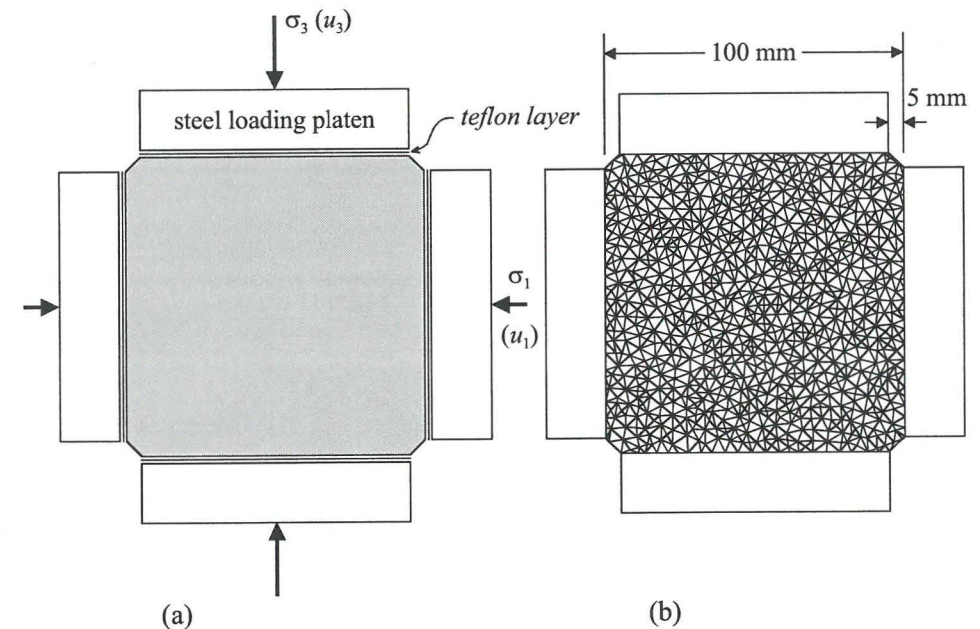 σ3 (u3)
100 mm
5 mm
steel loading platen
teflon layer
σ1
(u1)
(a)
(b)